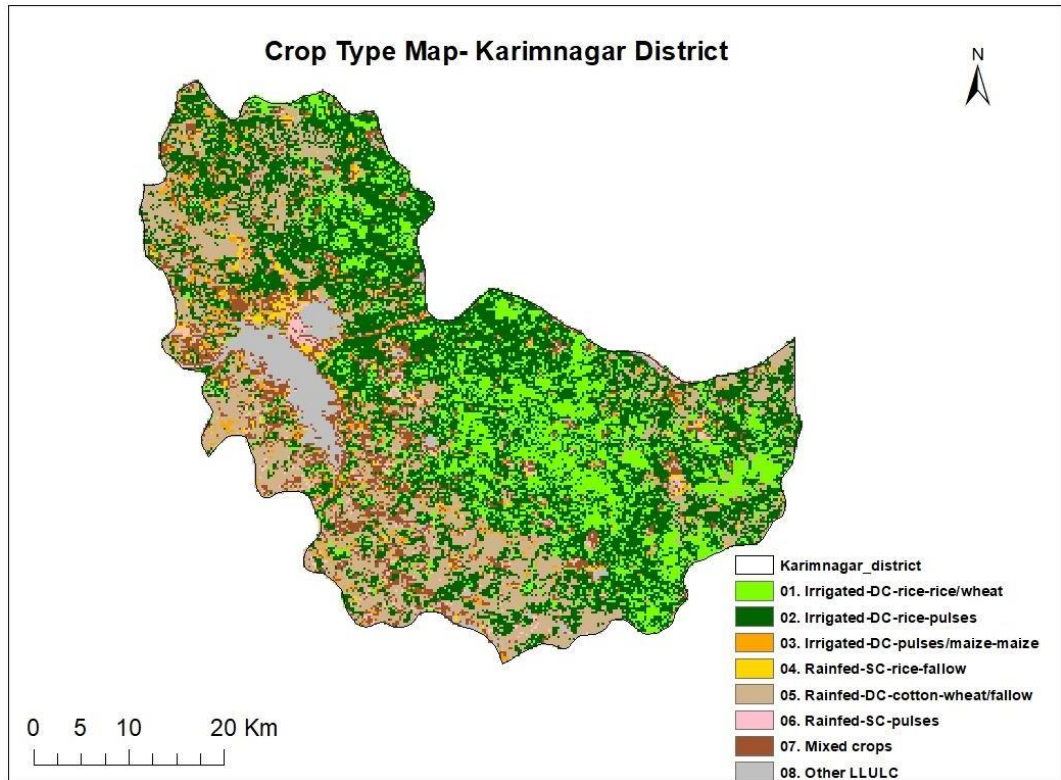 Crop Type Map- Karimnagar District
N
Karimnagar_district
01. Irrigated-DC-rice-rice/wheat
02. Irrigated-DC-rice-pulses
03. Irrigated-DC-pulses/maize-maize
04. Rainfed-SC-rice-fallow
05. Rainfed-DC-cotton-wheat/fallow
06. Rainfed-SC-pulses
07. Mixed crops
08. Other LLULC
0 5 10 20 Km